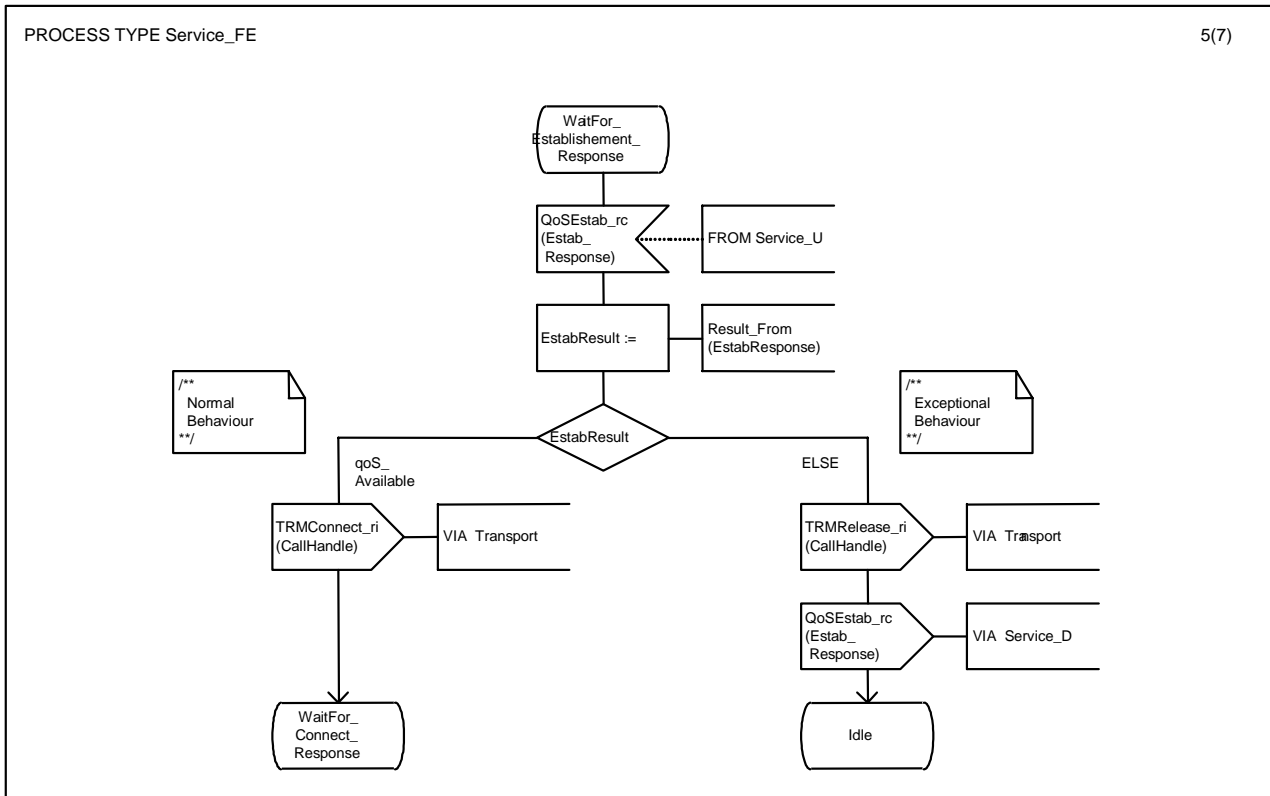 PROCESS TYPE Service_FE
5(7)
WaitFor_
Establishement_
Response
QoSEstab_rc
(Estab_
Response)
FROM Service_U
EstabResult :=
Result_From
(EstabResponse)
/**
Normal
Behaviour
**/
/**
Exceptional
Behaviour
**/
EstabResult
qoS_
Available
ELSE
TRMConnect_ri
(CallHandle)
VIA Transport
TRMRelease_ri
(CallHandle)
VIA Transport
QoSEstab_rc
(Estab_
Response)
VIA Service_D
WaitFor_
Connect_
Response
Idle